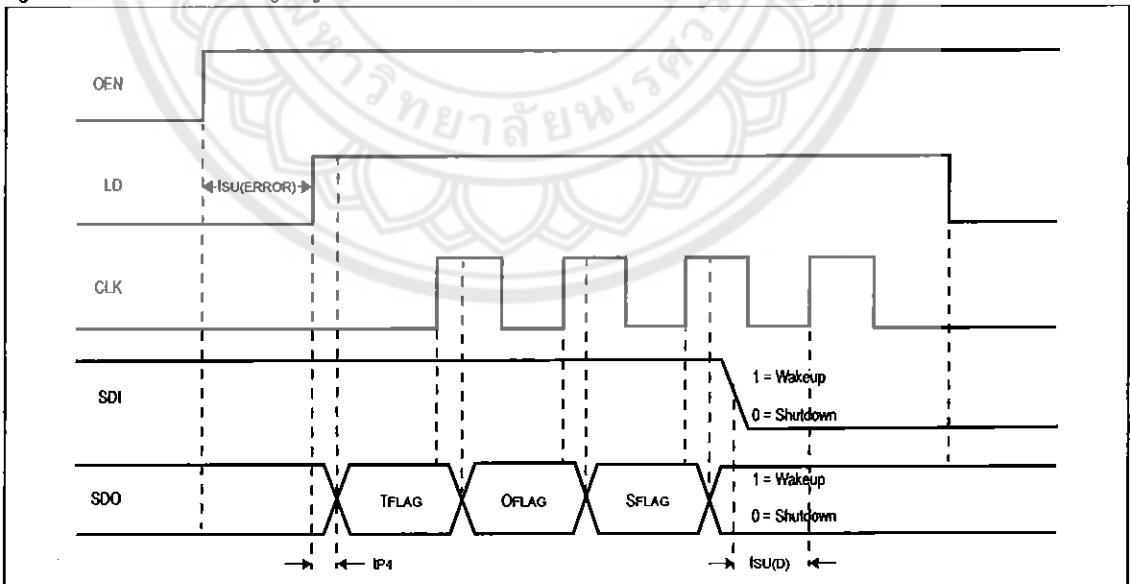 OEN
LD
tSU(ERROR)
CLK
SDI
1 = Wakeup
0 = Shutdown
SDO
TFLAG
OFLAG
SFLAG
1 = Wakeup
0 = Shutdown
tP4
tSU(D)